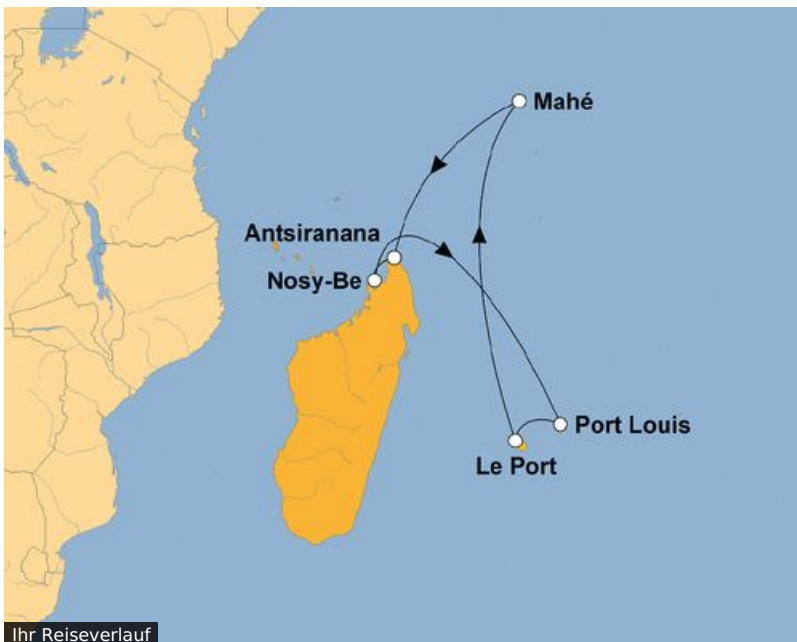 Mahé
Antsiranana
Nosy-Be
Port Louis
Le Port
Ihr Reiseverlauf